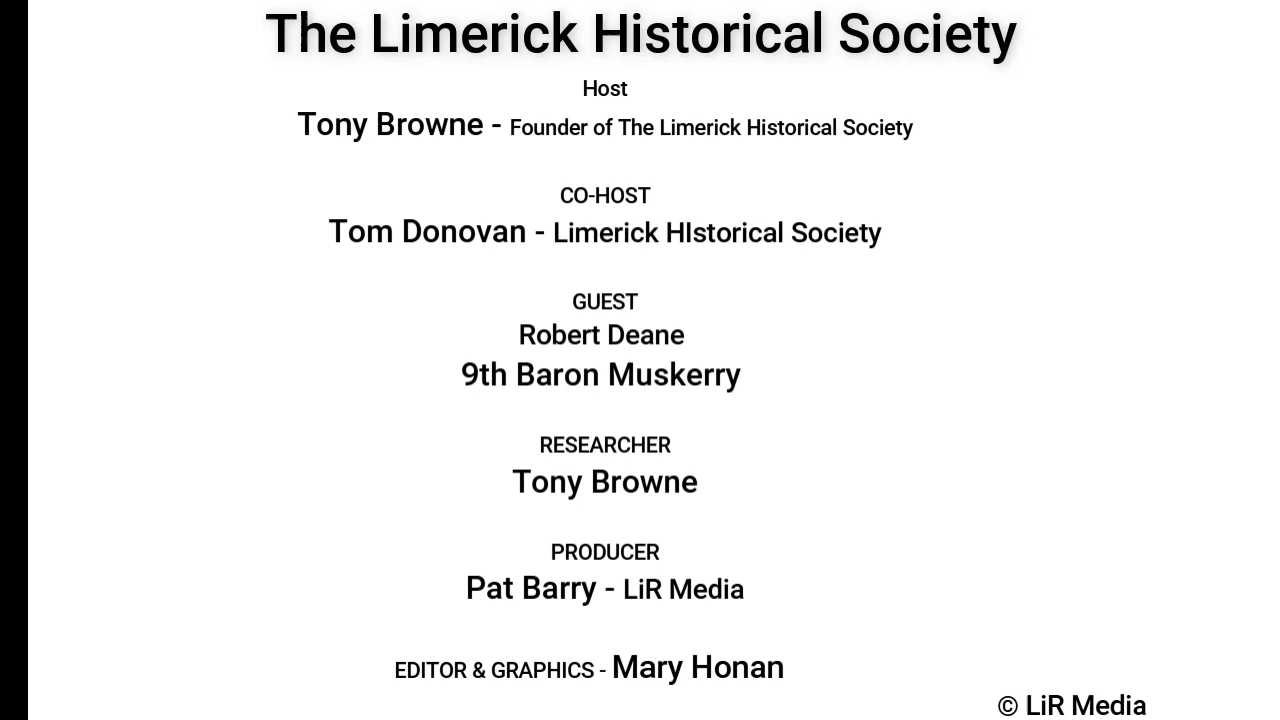 The Limerick Historical Society
Host
Tony Browne - Founder of The Limerick Historical Society
CO-HOST
Tom Donovan - Limerick HIstorical Society
GUEST
Robert Deane
9th Baron Muskerry
RESEARCHER
Tony Browne
PRODUCER
Pat Barry - LiR Media
EDITOR & GRAPHICS - Mary Honan
© LiR Media